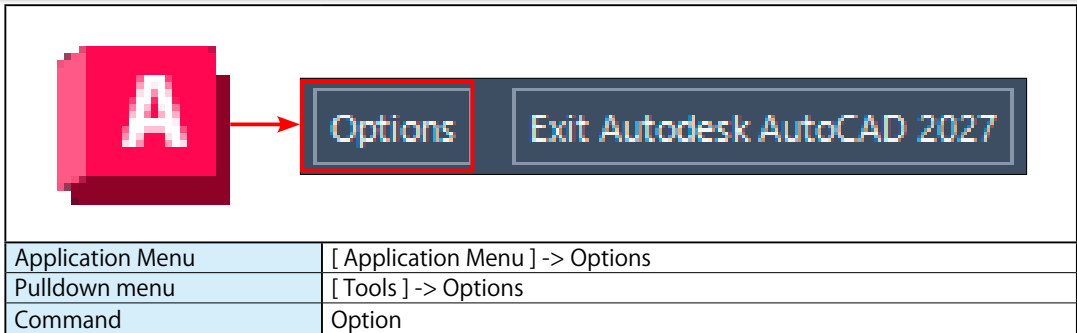 A
Options
Exit Autodesk AutoCAD 2027
Application Menu [ Application Menu ] -> Options
Pulldown menu [ Tools ] -> Options
Command Option